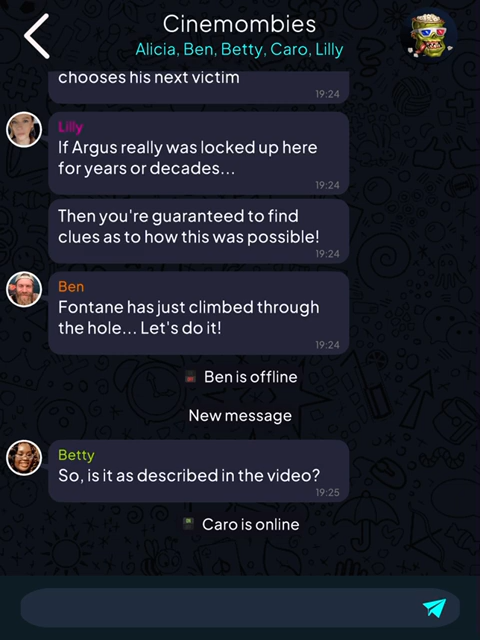 Cinemombies
Alicia, Ben, Betty, Caro, Lilly
chooses his next victim
19:24
Lilly
If Argus really was locked up here
for years or decades...
19:24
Then you're guaranteed to find
clues as to how this was possible!
19:24
Ben
Fontane has just climbed through
the hole... Let's do it!
19:24
Ben is offline
New message
Betty
So, is it as described in the video?
19:25
Caro is online